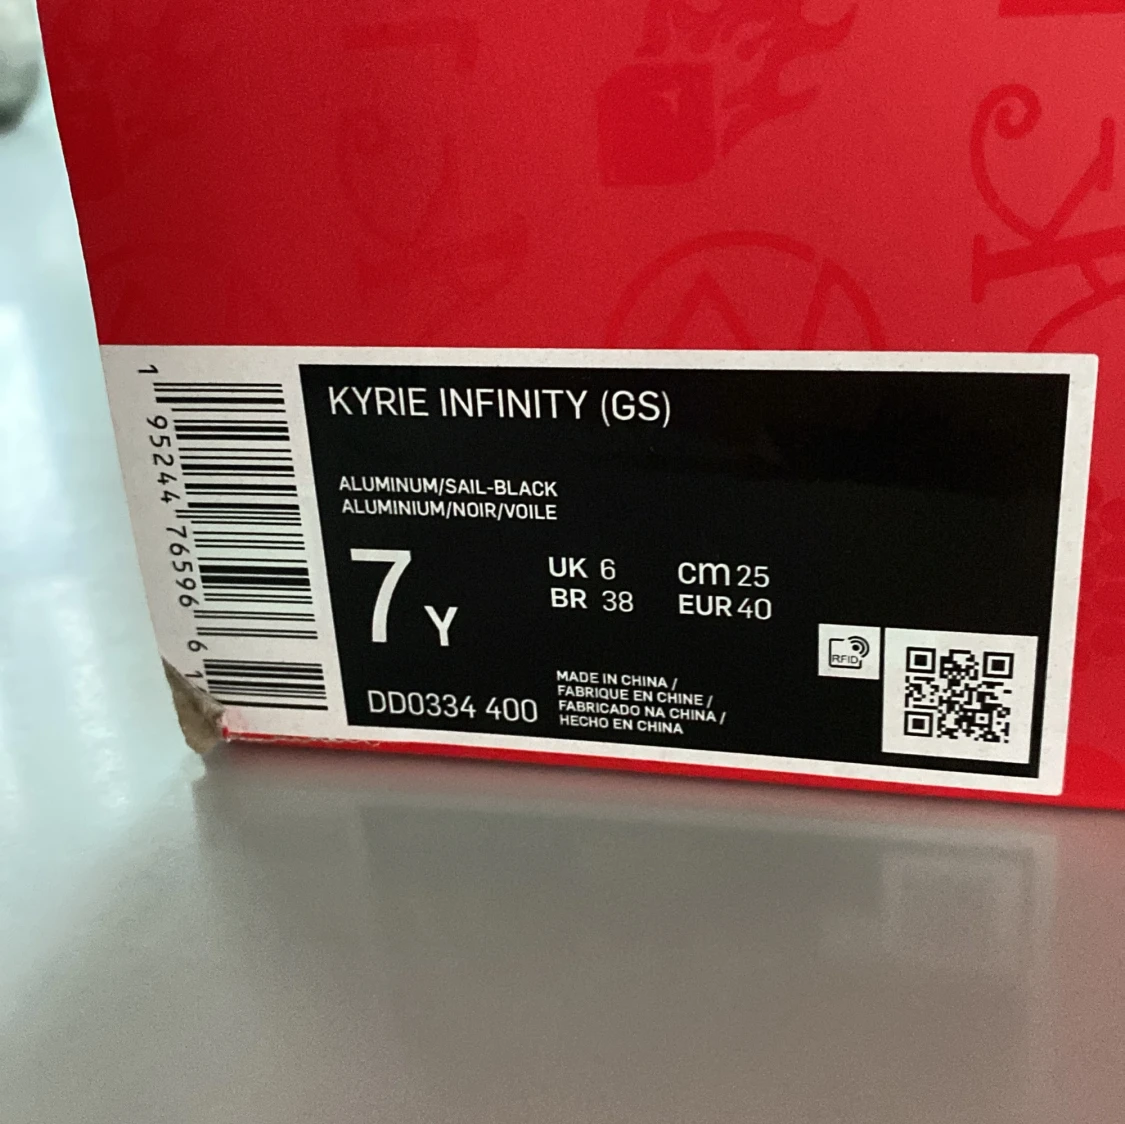 KYRIE INFINITY (GS)
ALUMINUM/SAIL-BLACK
ALUMINIUM/NOIR/VOILE
7 Y
UK 6 cm 25
BR 38 EUR 40
DD0334 400
MADE IN CHINA /
FABRIQUE EN CHINE /
FABRICADO NA CHINA /
HECHO EN CHINA
RFID
1 95244 76596 6
K